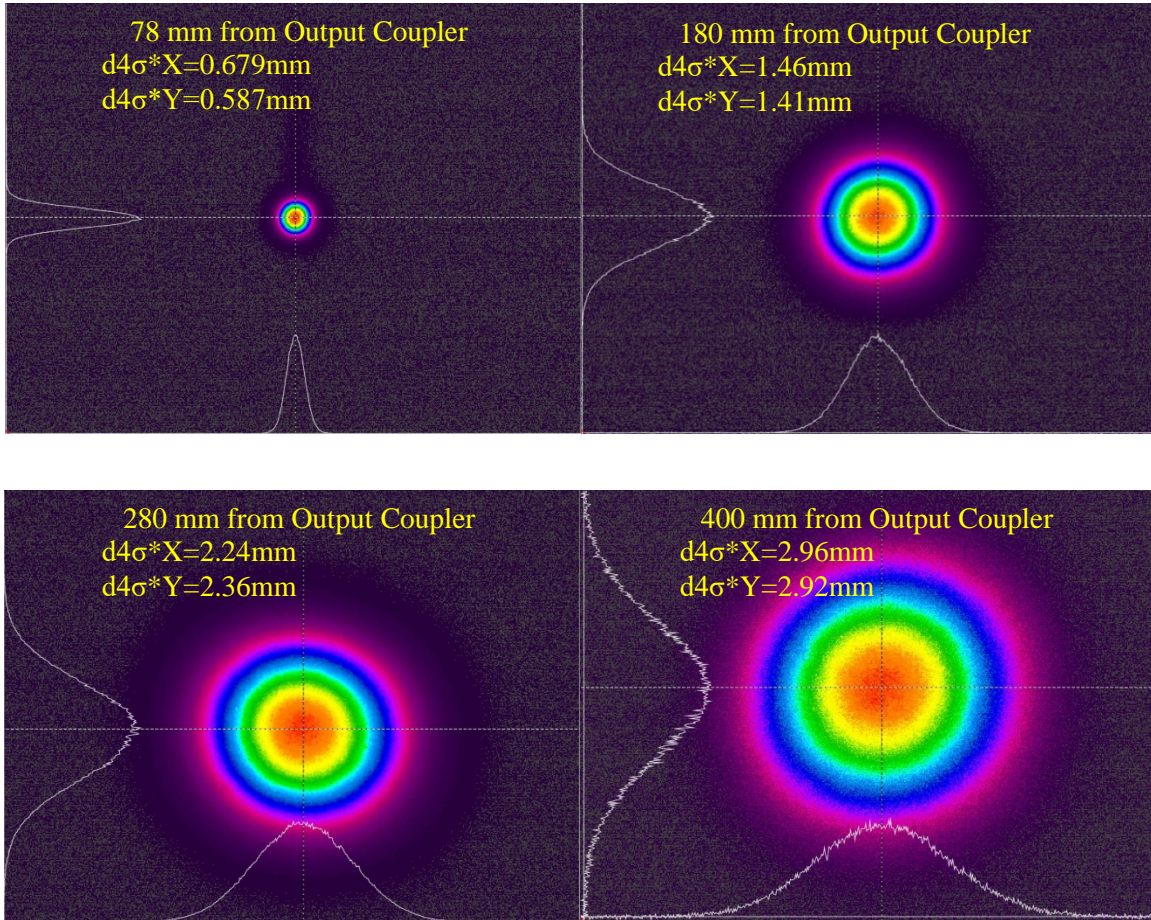 78 mm from Output Coupler
d4σ*X=0.679mm
d4σ*Y=0.587mm
180 mm from Output Coupler
d4σ*X=1.46mm
d4σ*Y=1.41mm
280 mm from Output Coupler
d4σ*X=2.24mm
d4σ*Y=2.36mm
400 mm from Output Coupler
d4σ*X=2.96mm
d4σ*Y=2.92mm